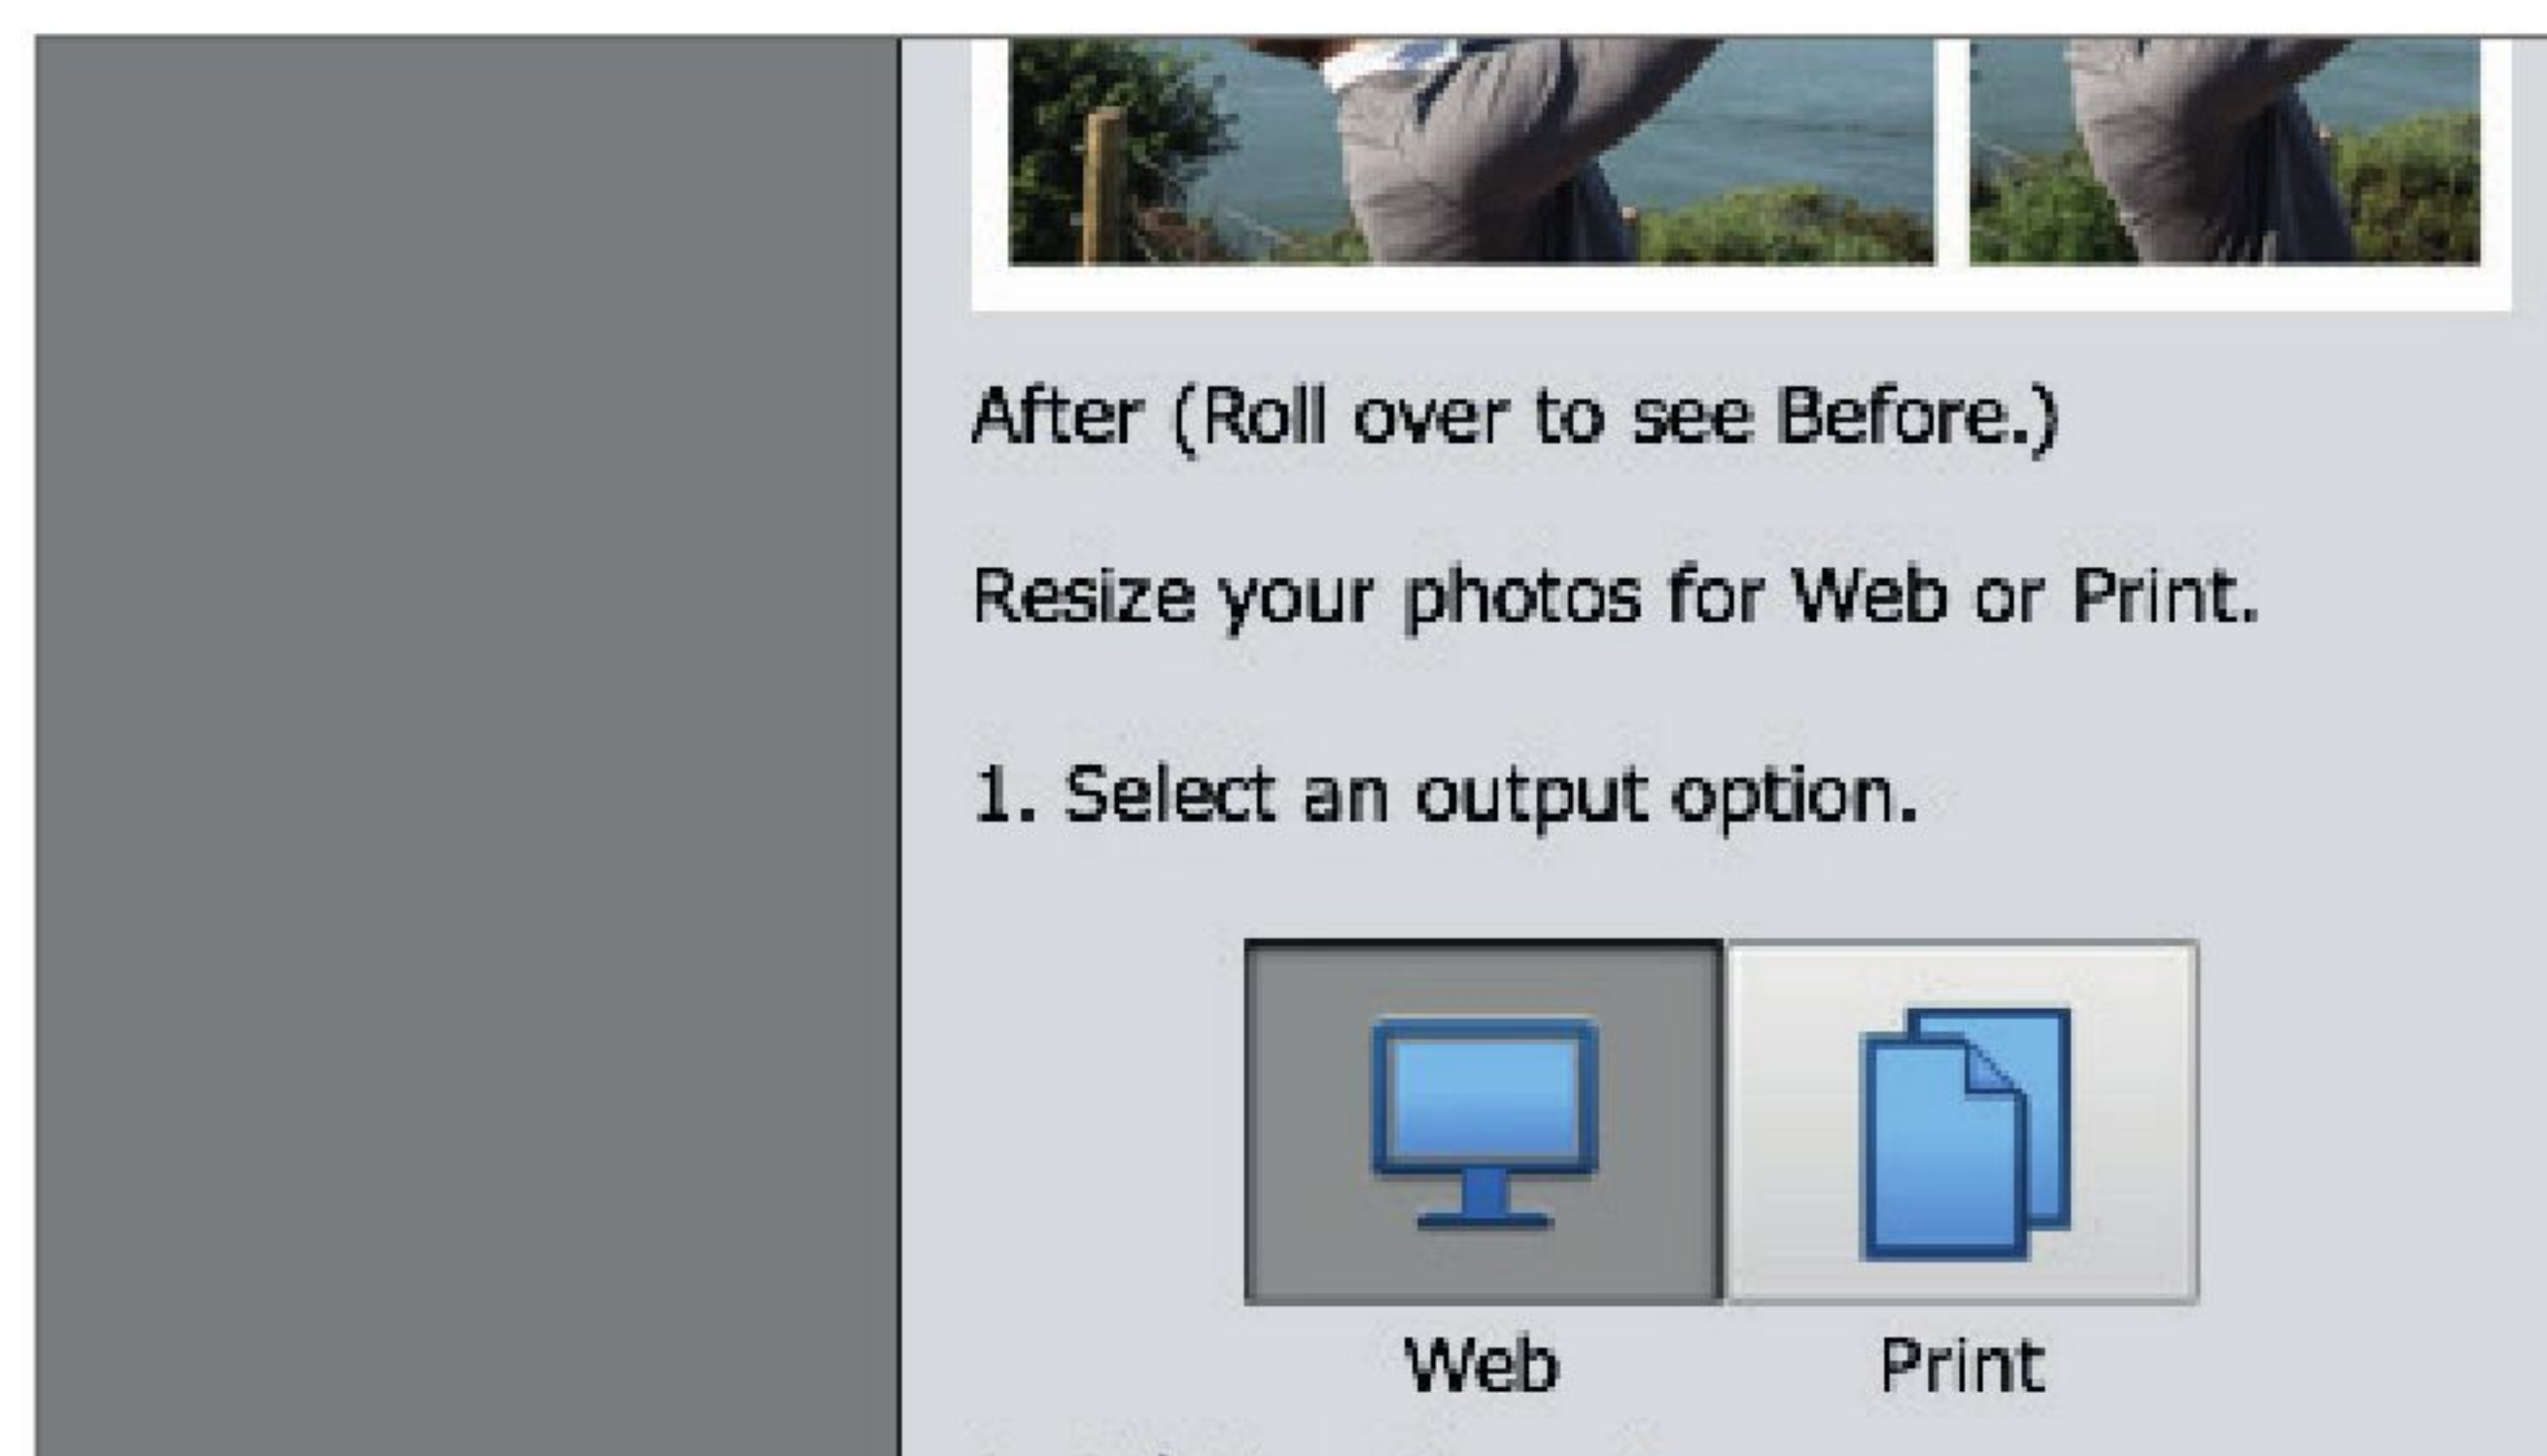 After (Roll over to see Before.)
Resize your photos for Web or Print.
1. Select an output option.
Web
Print